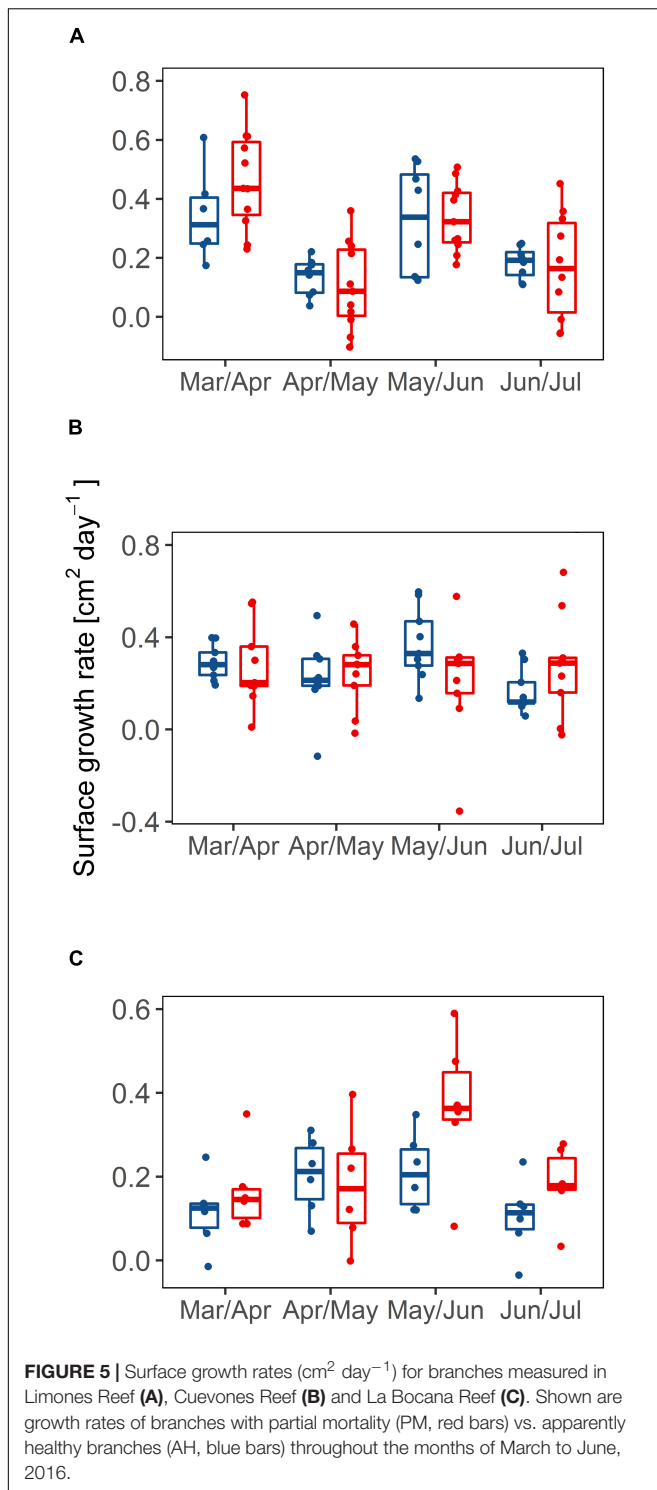 A
0.8
0.6
0.4
0.2
0.0
Mar/Apr Apr/May May/Jun Jun/Jul
B
Surface growth rate [cm² day⁻¹ ]
0.8
0.4
0.0
-0.4
Mar/Apr Apr/May May/Jun Jun/Jul
C
0.6
0.4
0.2
0.0
Mar/Apr Apr/May May/Jun Jun/Jul
FIGURE 5 | Surface growth rates (cm² day⁻¹) for branches measured in
Limones Reef (A), Cuevones Reef (B) and La Bocana Reef (C). Shown are
growth rates of branches with partial mortality (PM, red bars) vs. apparently
healthy branches (AH, blue bars) throughout the months of March to June,
2016.